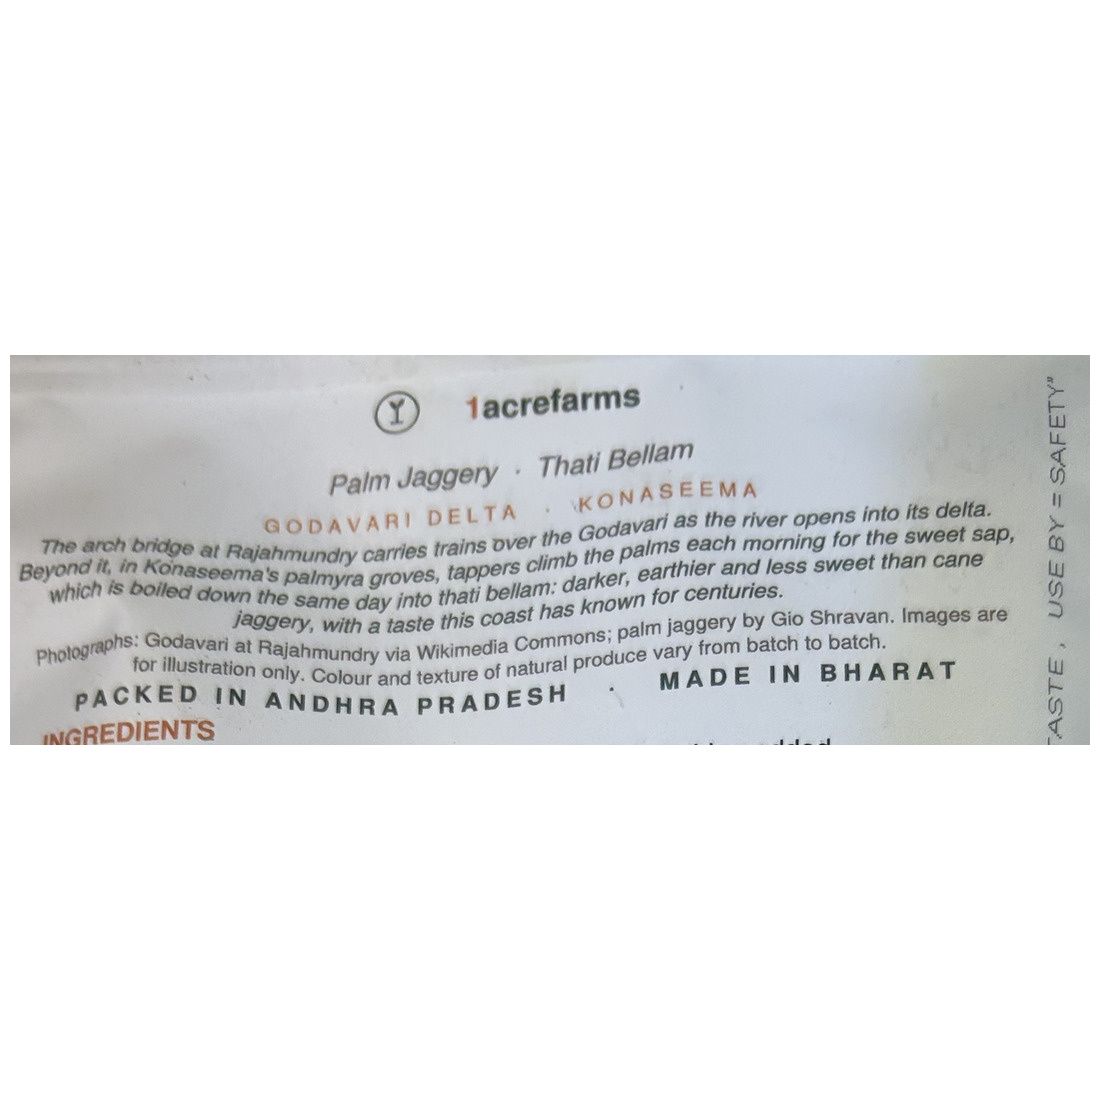 1acrefarms
Palm Jaggery · Thati Bellam
GODAVARI DELTA · KONASEEMA
The arch bridge at Rajahmundry carries trains over the Godavari as the river opens into its delta.
Beyond it, in Konaseema's palmyra groves, tappers climb the palms each morning for the sweet sap,
which is boiled down the same day into thati bellam: darker, earthier and less sweet than cane
jaggery, with a taste this coast has known for centuries.
Photographs: Godavari at Rajahmundry via Wikimedia Commons; palm jaggery by Gio Shravan. Images are
for illustration only. Colour and texture of natural produce vary from batch to batch.
PACKED IN ANDHRA PRADESH · MADE IN BHARAT
INGREDIENTS
USE BY = SAFETY"